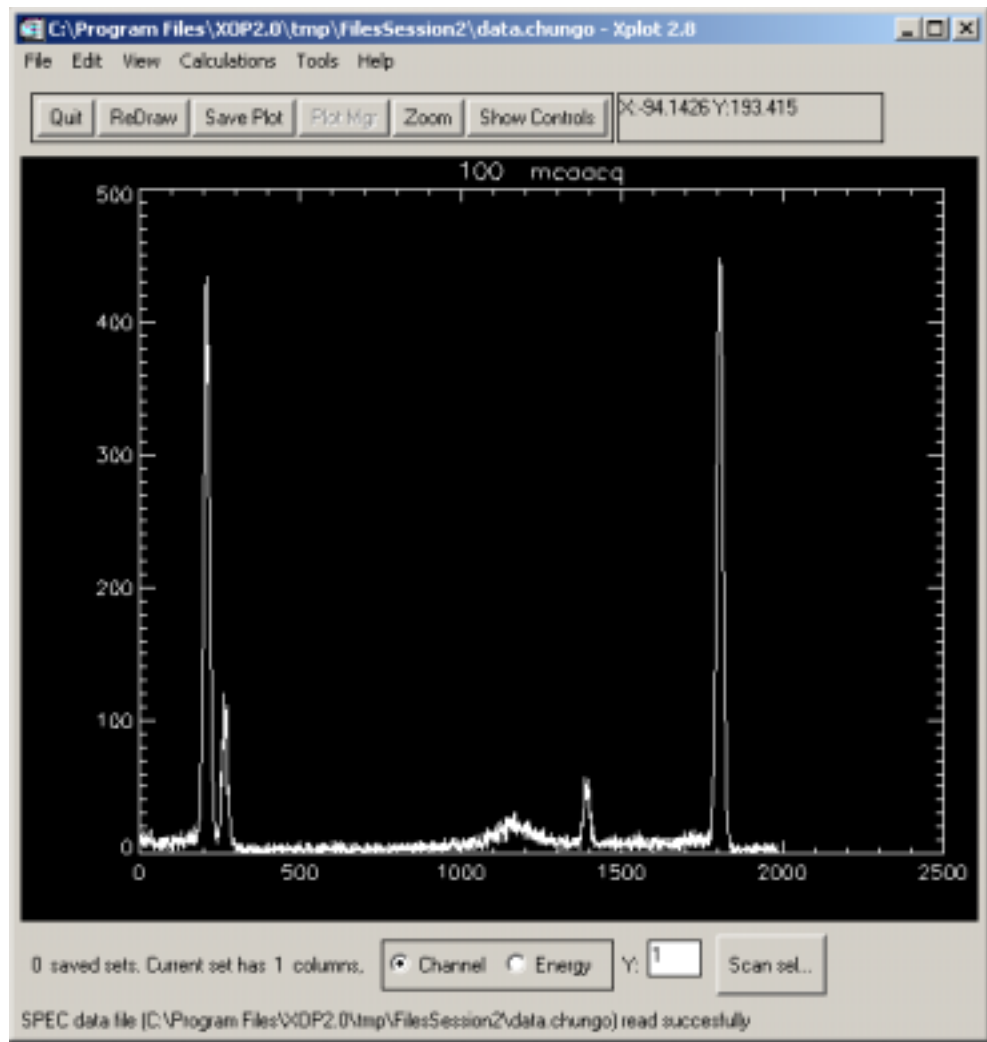 C:\Program Files\XOP2.0\tmp\FilesSession2\data.chungo - Xplot 2.8
File Edit View Calculations Tools Help
Quit ReDraw Save Plot Plot Mgr Zoom Show Controls X:-94.1426 Y:193.415
100 mcaacq
500
400
300
200
100
0
0 500 1000 1500 2000 2500
0 saved sets. Current set has 1 columns. Channel Energy Y: 1 Scan sel...
SPEC data file (C:\Program Files\XOP2.0\tmp\FilesSession2\data.chungo) read succesfully